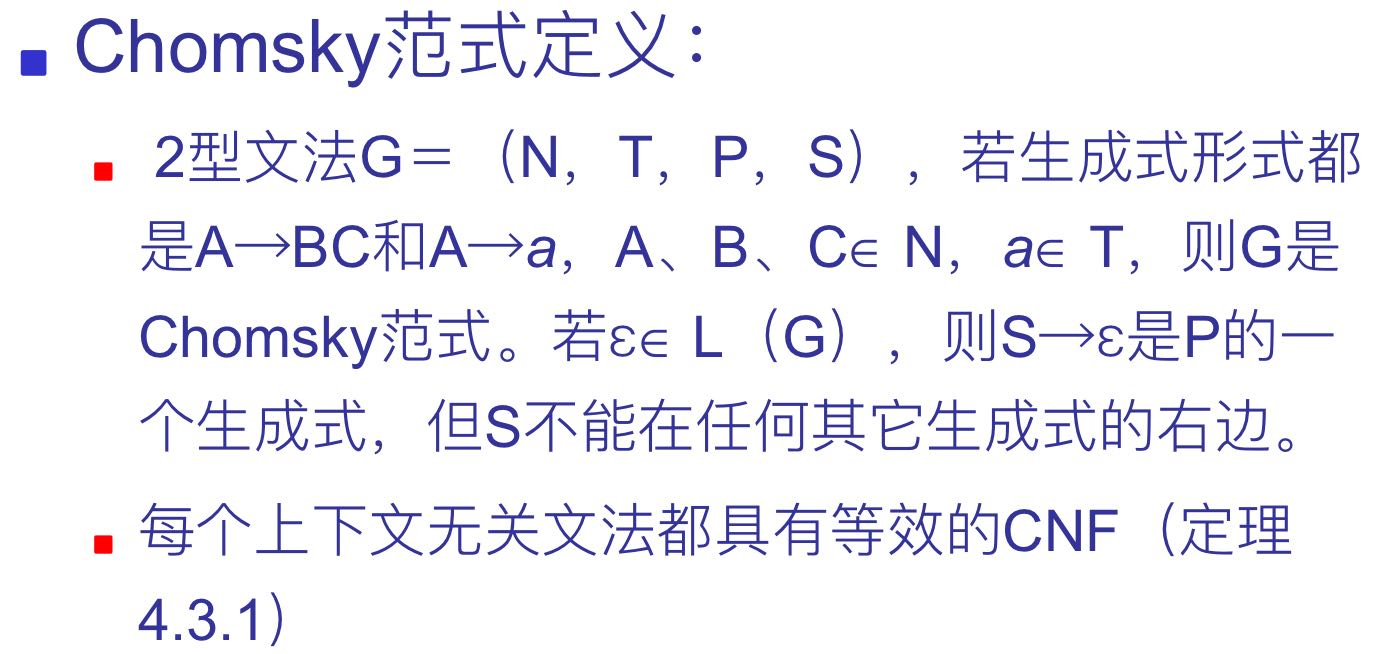 Chomsky范式定义：
2型文法G＝（N，T，P，S），若生成式形式都
是A→BC和A→a，A、B、C∈ N，a∈ T，则G是
Chomsky范式。若ε∈ L（G），则S→ε是P的一
个生成式，但S不能在任何其它生成式的右边。
每个上下文无关文法都具有等效的CNF（定理
4.3.1）